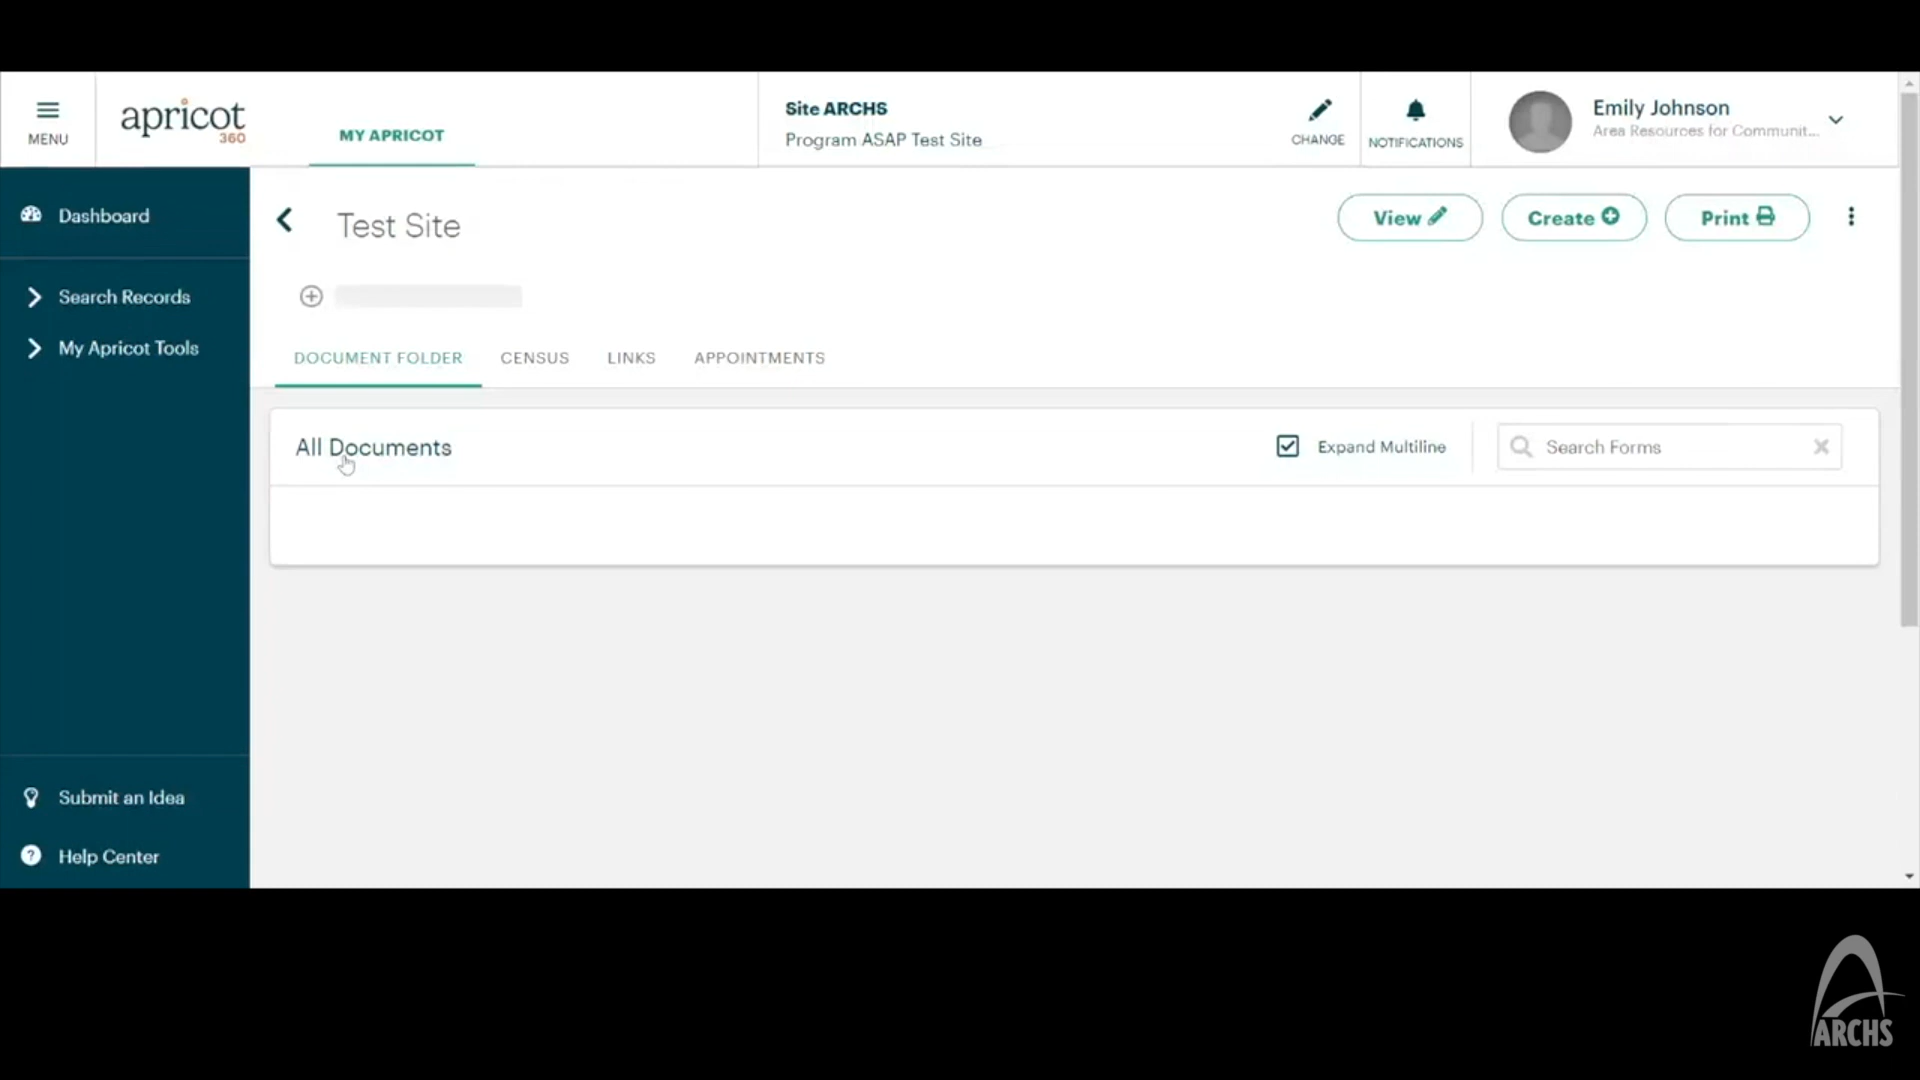 MENU
apricot
360
MY APRICOT
Site ARCHS
Program ASAP Test Site
CHANGE
NOTIFICATIONS
Emily Johnson
Area Resources for Communit...
Dashboard
Search Records
My Apricot Tools
Submit an Idea
Help Center
Test Site
View
Create
Print
DOCUMENT FOLDER
CENSUS
LINKS
APPOINTMENTS
All Documents
Expand Multiline
Search Forms
ARCHS